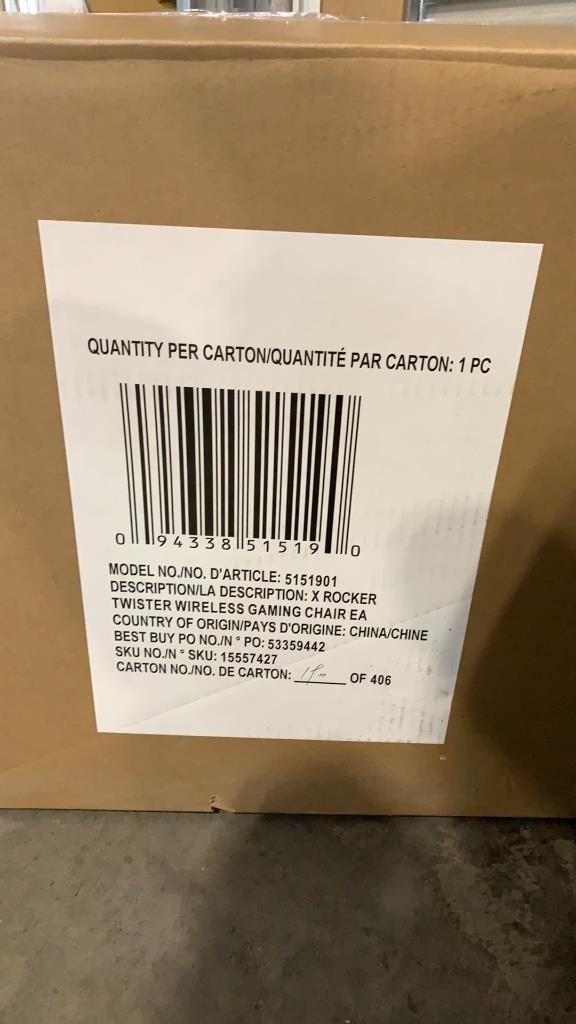 QUANTITY PER CARTON/QUANTITÉ PAR CARTON: 1 PC
0 94338 51519 0
MODEL NO./NO. D'ARTICLE: 5151901
DESCRIPTION/LA DESCRIPTION: X ROCKER
TWISTER WIRELESS GAMING CHAIR EA
COUNTRY OF ORIGIN/PAYS D'ORIGINE: CHINA/CHINE
BEST BUY PO NO./N° PO: 53359442
SKU NO./N° SKU: 15557427
CARTON NO./NO. DE CARTON: OF 406